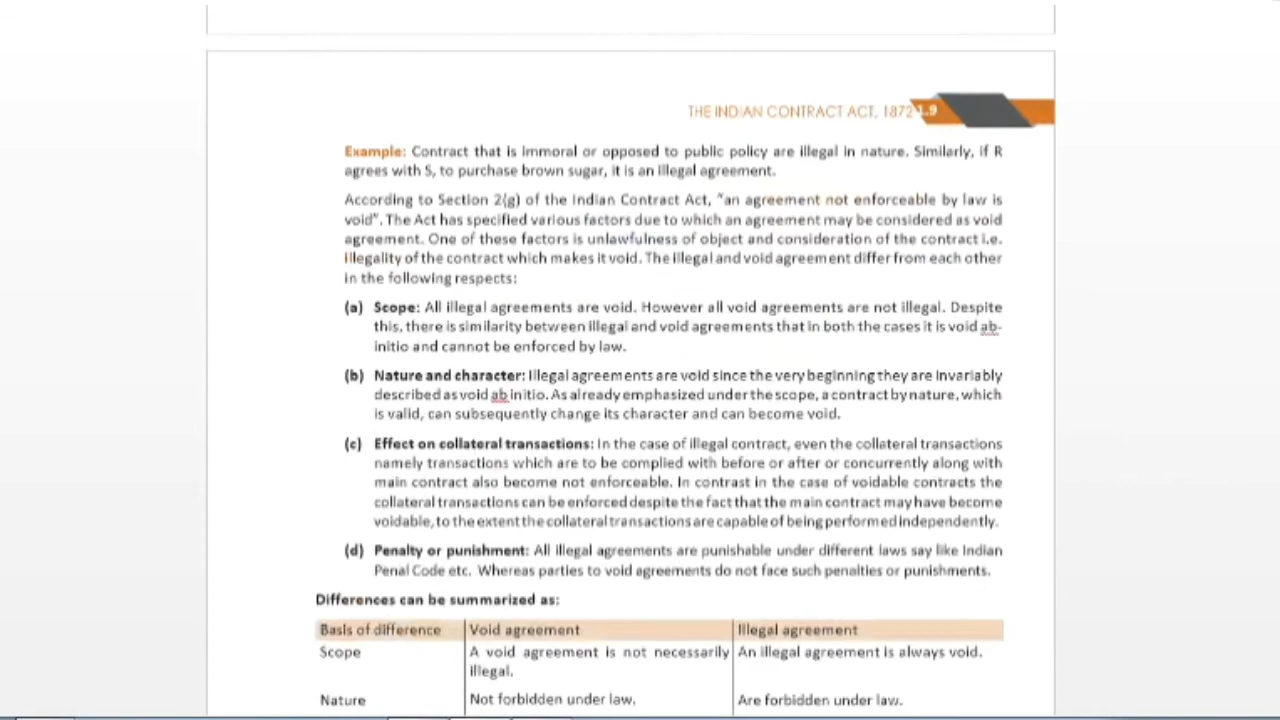 THE INDIAN CONTRACT ACT, 1872 1.9
Example: Contract that is immoral or opposed to public policy are illegal in nature. Similarly, if R
agrees with S, to purchase brown sugar, it is an illegal agreement.
According to Section 2(g) of the Indian Contract Act, "an agreement not enforceable by law is
void". The Act has specified various factors due to which an agreement may be considered as void
agreement. One of these factors is unlawfulness of object and consideration of the contract i.e.
illegality of the contract which makes it void. The illegal and void agreement differ from each other
in the following respects:
(a) Scope: All illegal agreements are void. However all void agreements are not illegal. Despite
this, there is similarity between illegal and void agreements that in both the cases it is void ab-
initio and cannot be enforced by law.
(b) Nature and character: Illegal agreements are void since the very beginning they are invariably
described as void ab initio. As already emphasized under the scope, a contract by nature, which
is valid, can subsequently change its character and can become void.
(c) Effect on collateral transactions: In the case of illegal contract, even the collateral transactions
namely transactions which are to be complied with before or after or concurrently along with
main contract also become not enforceable. In contrast in the case of voidable contracts the
collateral transactions can be enforced despite the fact that the main contract may have become
voidable, to the extent the collateral transactions are capable of being performed independently.
(d) Penalty or punishment: All illegal agreements are punishable under different laws say like Indian
Penal Code etc. Whereas parties to void agreements do not face such penalties or punishments.
Differences can be summarized as:
Basis of difference Void agreement Illegal agreement
Scope A void agreement is not necessarily An illegal agreement is always void.
illegal.
Nature Not forbidden under law. Are forbidden under law.